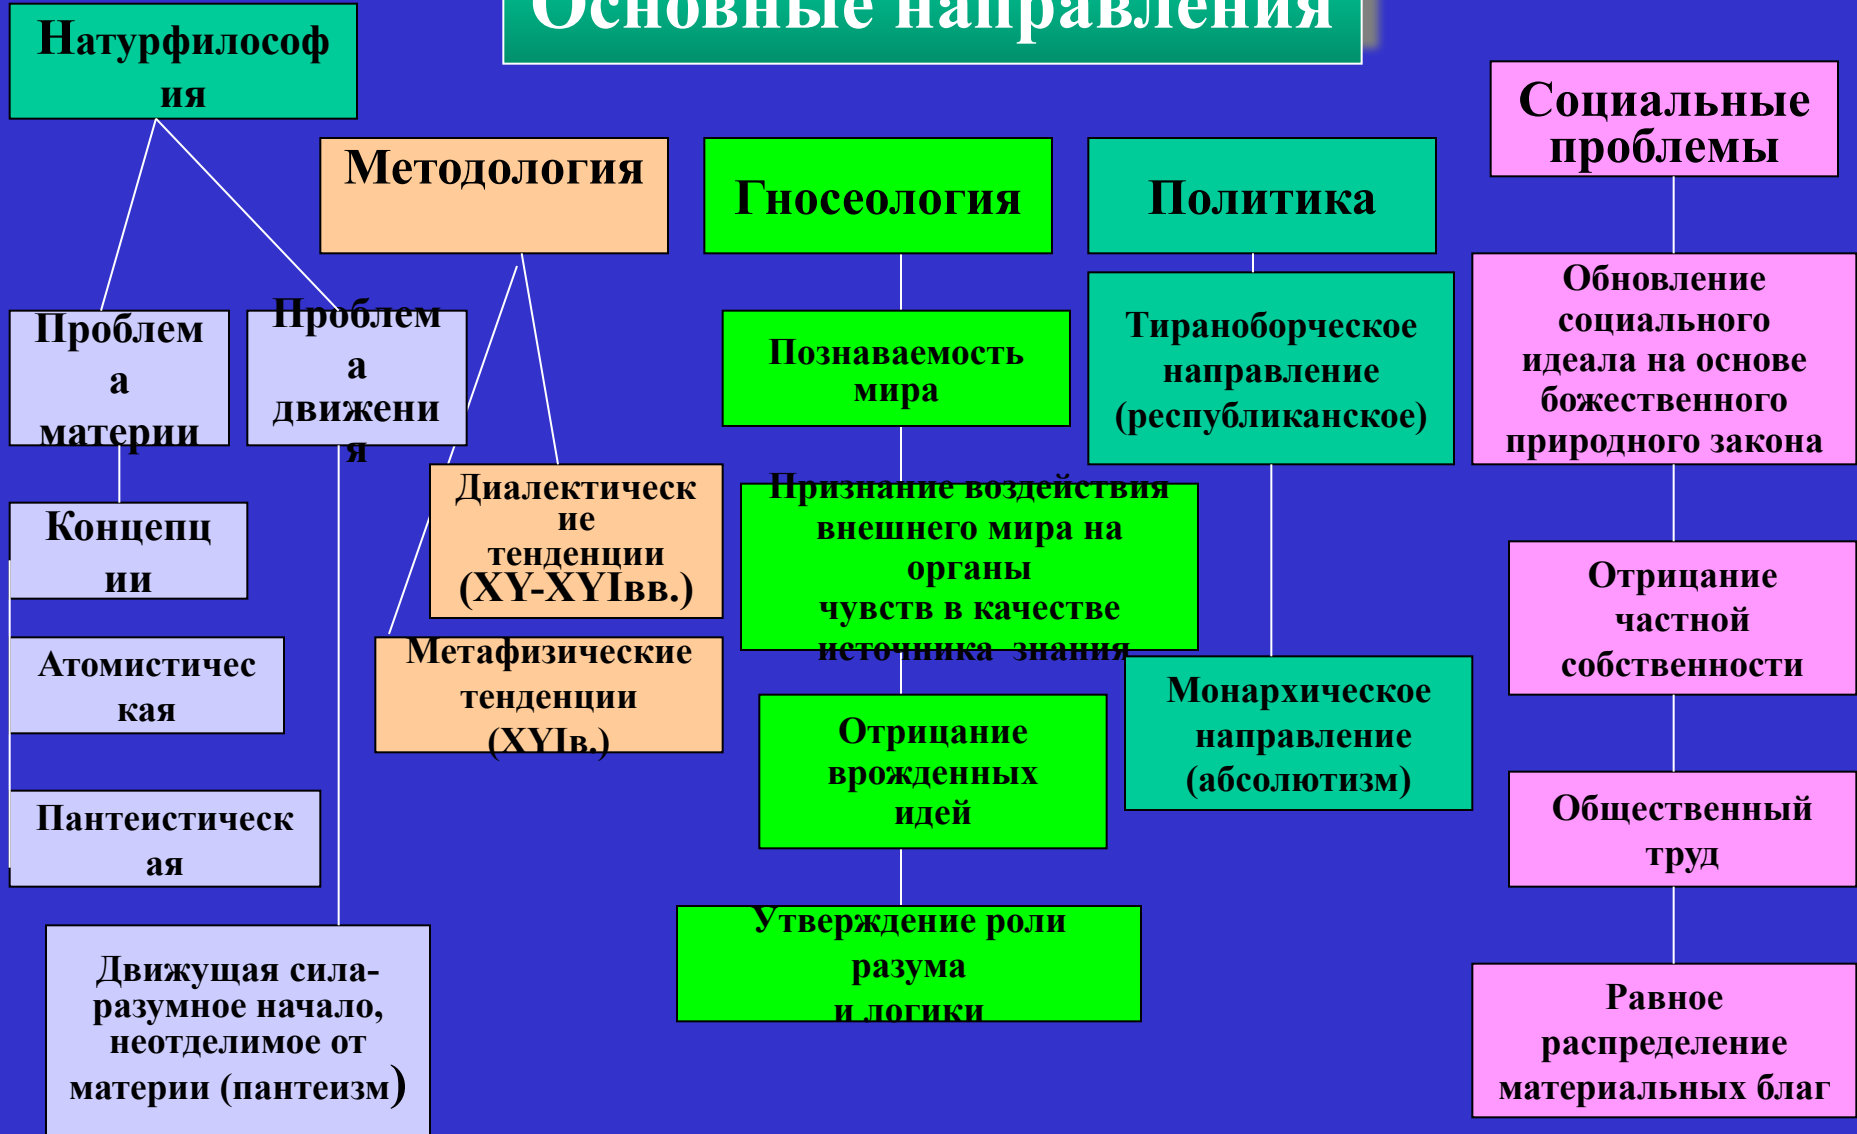 Основные направления
Натурфилософ
ия
Проблем
а
материи
Концепц
ии
Атомистичес
кая
Пантеистическ
ая
Проблем
а
движени
я
Движущая сила-
разумное начало,
неотделимое от
материи (пантеизм)
Методология
Диалектическ
ие
тенденции
(XY-XYIвв.)
Метафизические
тенденции
(XYIв.)
Гносеология
Познаваемость
мира
Признание воздействия
внешнего мира на
органы
чувств в качестве
источника знания
Отрицание
врожденных
идей
Утверждение роли
разума
и логики
Политика
Тираноборческое
направление
(республиканское)
Монархическое
направление
(абсолютизм)
Социальные
проблемы
Обновление
социального
идеала на основе
божественного
природного закона
Отрицание
частной
собственности
Общественный
труд
Равное
распределение
материальных благ